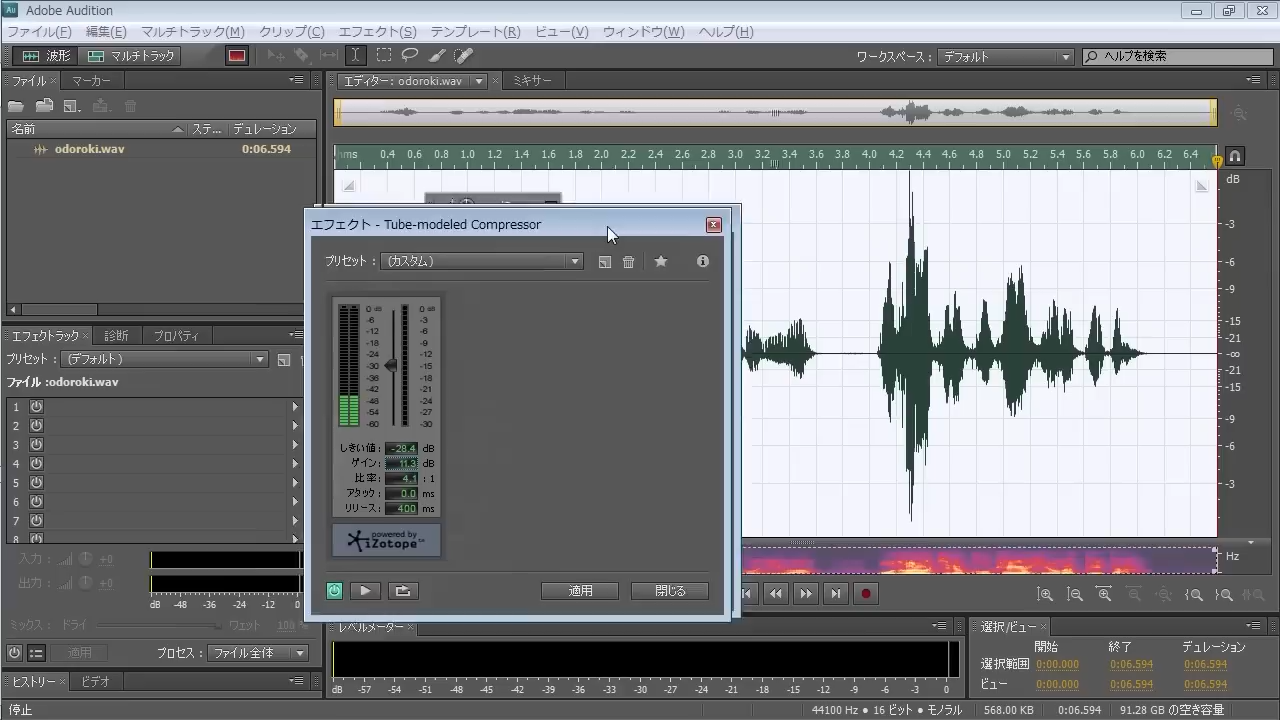 Au Adobe Audition
ファイル(F) 編集(E) マルチトラック(M) クリップ(C) エフェクト(S) テンプレート(R) ビュー(V) ウィンドウ(W) ヘルプ(H)
波形 マルチトラック ワークスペース : デフォルト ヘルプを検索
ファイル × マーカー
エディター: odoroki.wav × ミキサー
名前 ステ... デュレーション
odoroki.wav 0:06.594
hms 0.4 0.6 0.8 1.0 1.2 1.4 1.6 1.8 2.0 2.2 2.4 2.6 2.8 3.0 3.2 3.4 3.6 3.8 4.0 4.2 4.4 4.6 4.8 5.0 5.2 5.4 5.6 5.8 6.0 6.2 6.4
dB
-3
-6
-9
-15
-21
-∞
-21
-15
-9
-6
-3
Hz
エフェクト - Tube-modeled Compressor
プリセット : (カスタム)
0 dB 0 dB
-6 -3
-12 -6
-18 -9
-24 -12
-30 -15
-36 -18
-42 -21
-48 -24
-54 -27
-60 -30
しきい値: -28.4 dB
ゲイン: 11.3 dB
比率: 4.1 : 1
アタック: 0.0 ms
リリース: 400 ms
powered by
iZotope™
適用 閉じる
エフェクトラック × 診断 プロパティ
プリセット : (デフォルト)
ファイル :odoroki.wav
1
2
3
4
5
6
7
8
入力 : +0
出力 : +0
dB -48 -36 -24 -12 0
ミックス : ドライ ウェット 100
適用 プロセス : ファイル全体
ヒストリー × ビデオ
レベルメーター ×
dB -57 -54 -51 -48 -45 -42 -39 -36 -33 -30 -27 -24 -21 -18 -15 -12 -9 -6 -3 0
選択/ビュー ×
開始 終了 デュレーション
選択範囲 0:00.000 0:06.594 0:06.594
ビュー 0:00.000 0:06.594 0:06.594
停止 44100 Hz ● 16 ビット ● モノラル 568.00 KB 0:06.594 91.28 GB の空き容量